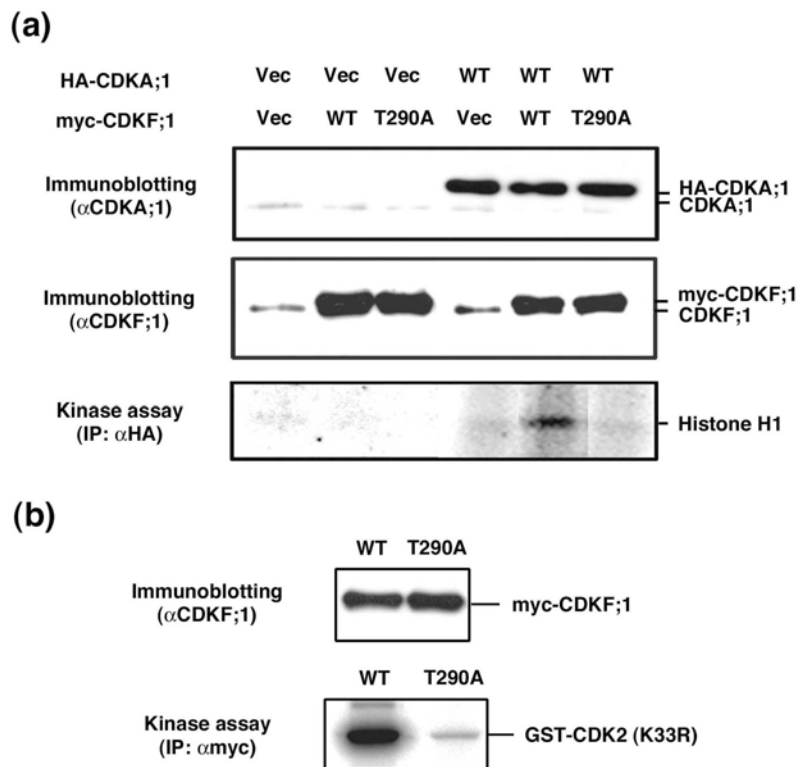 (a)
HA-CDKA;1 Vec Vec Vec WT WT WT
myc-CDKF;1 Vec WT T290A Vec WT T290A
Immunoblotting
(αCDKA;1)
HA-CDKA;1
CDKA;1
Immunoblotting
(αCDKF;1)
myc-CDKF;1
CDKF;1
Kinase assay
(IP: αHA)
Histone H1
(b)
WT T290A
Immunoblotting
(αCDKF;1)
myc-CDKF;1
WT T290A
Kinase assay
(IP: αmyc)
GST-CDK2 (K33R)